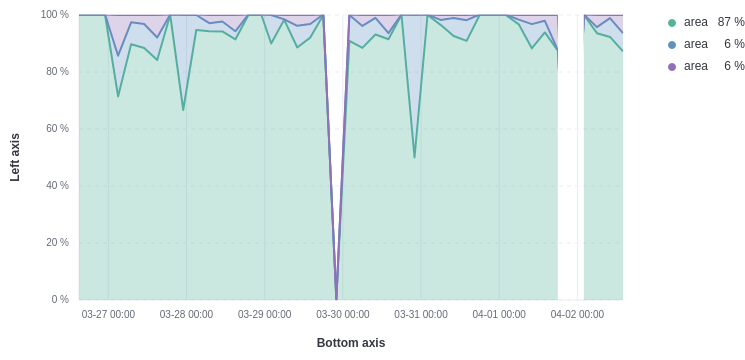 100 %
80 %
60 %
40 %
20 %
0 %
Left axis
03-27 00:00 03-28 00:00 03-29 00:00 03-30 00:00 03-31 00:00 04-01 00:00 04-02 00:00
Bottom axis
area 87 %
area 6 %
area 6 %